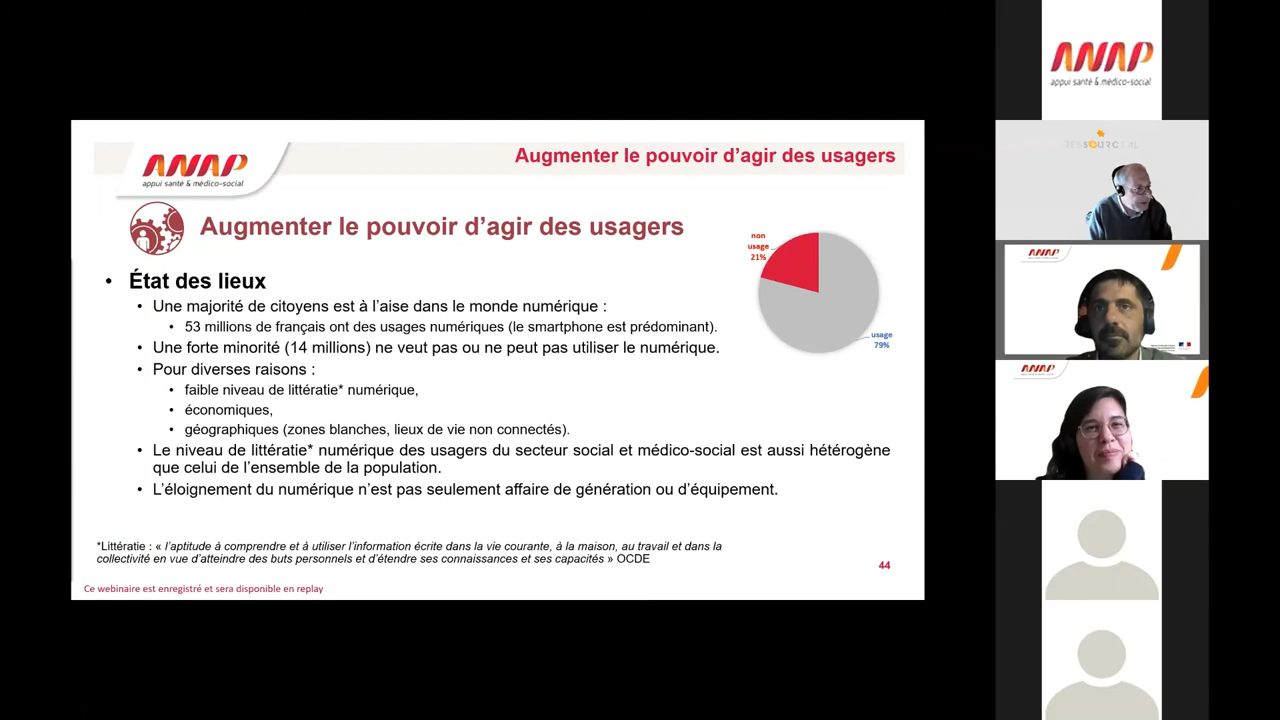 ANAP
appui santé & médico-social
Augmenter le pouvoir d'agir des usagers
Augmenter le pouvoir d'agir des usagers
non
usage
21%
usage
79%
• État des lieux
• Une majorité de citoyens est à l'aise dans le monde numérique :
• 53 millions de français ont des usages numériques (le smartphone est prédominant).
• Une forte minorité (14 millions) ne veut pas ou ne peut pas utiliser le numérique.
• Pour diverses raisons :
• faible niveau de littératie* numérique,
• économiques,
• géographiques (zones blanches, lieux de vie non connectés).
• Le niveau de littératie* numérique des usagers du secteur social et médico-social est aussi hétérogène
que celui de l'ensemble de la population.
• L'éloignement du numérique n'est pas seulement affaire de génération ou d'équipement.
*Littératie : « l'aptitude à comprendre et à utiliser l'information écrite dans la vie courante, à la maison, au travail et dans la
collectivité en vue d'atteindre des buts personnels et d'étendre ses connaissances et ses capacités » OCDE
44
Ce webinaire est enregistré et sera disponible en replay
ANAP
appui santé & médico-social
RESSOURCIAL
ANAP
ANAP